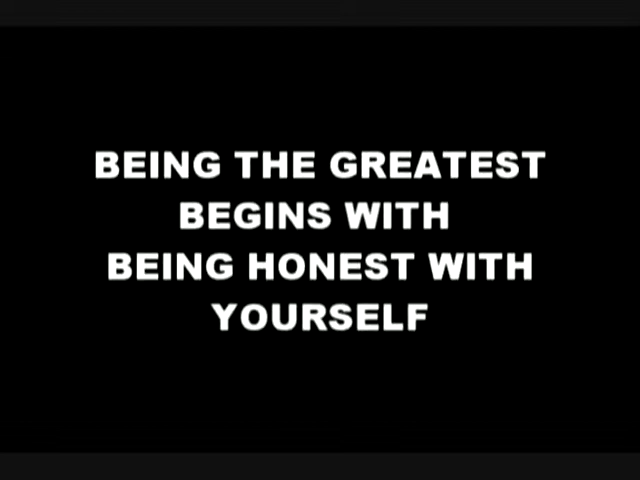 BEING THE GREATEST
BEGINS WITH
BEING HONEST WITH
YOURSELF